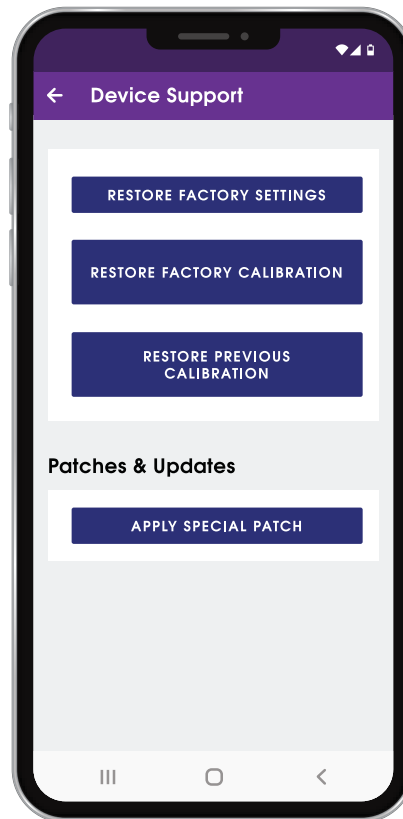 Device Support
RESTORE FACTORY SETTINGS
RESTORE FACTORY CALIBRATION
RESTORE PREVIOUS
CALIBRATION
Patches & Updates
APPLY SPECIAL PATCH